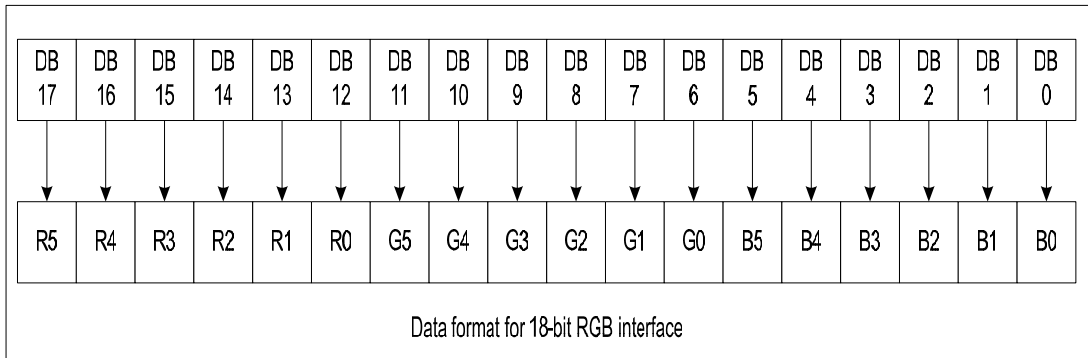 DB DB DB DB DB DB DB DB DB DB DB DB DB DB DB DB DB DB
17 16 15 14 13 12 11 10 9 8 7 6 5 4 3 2 1 0
R5 R4 R3 R2 R1 R0 G5 G4 G3 G2 G1 G0 B5 B4 B3 B2 B1 B0
Data format for 18-bit RGB interface